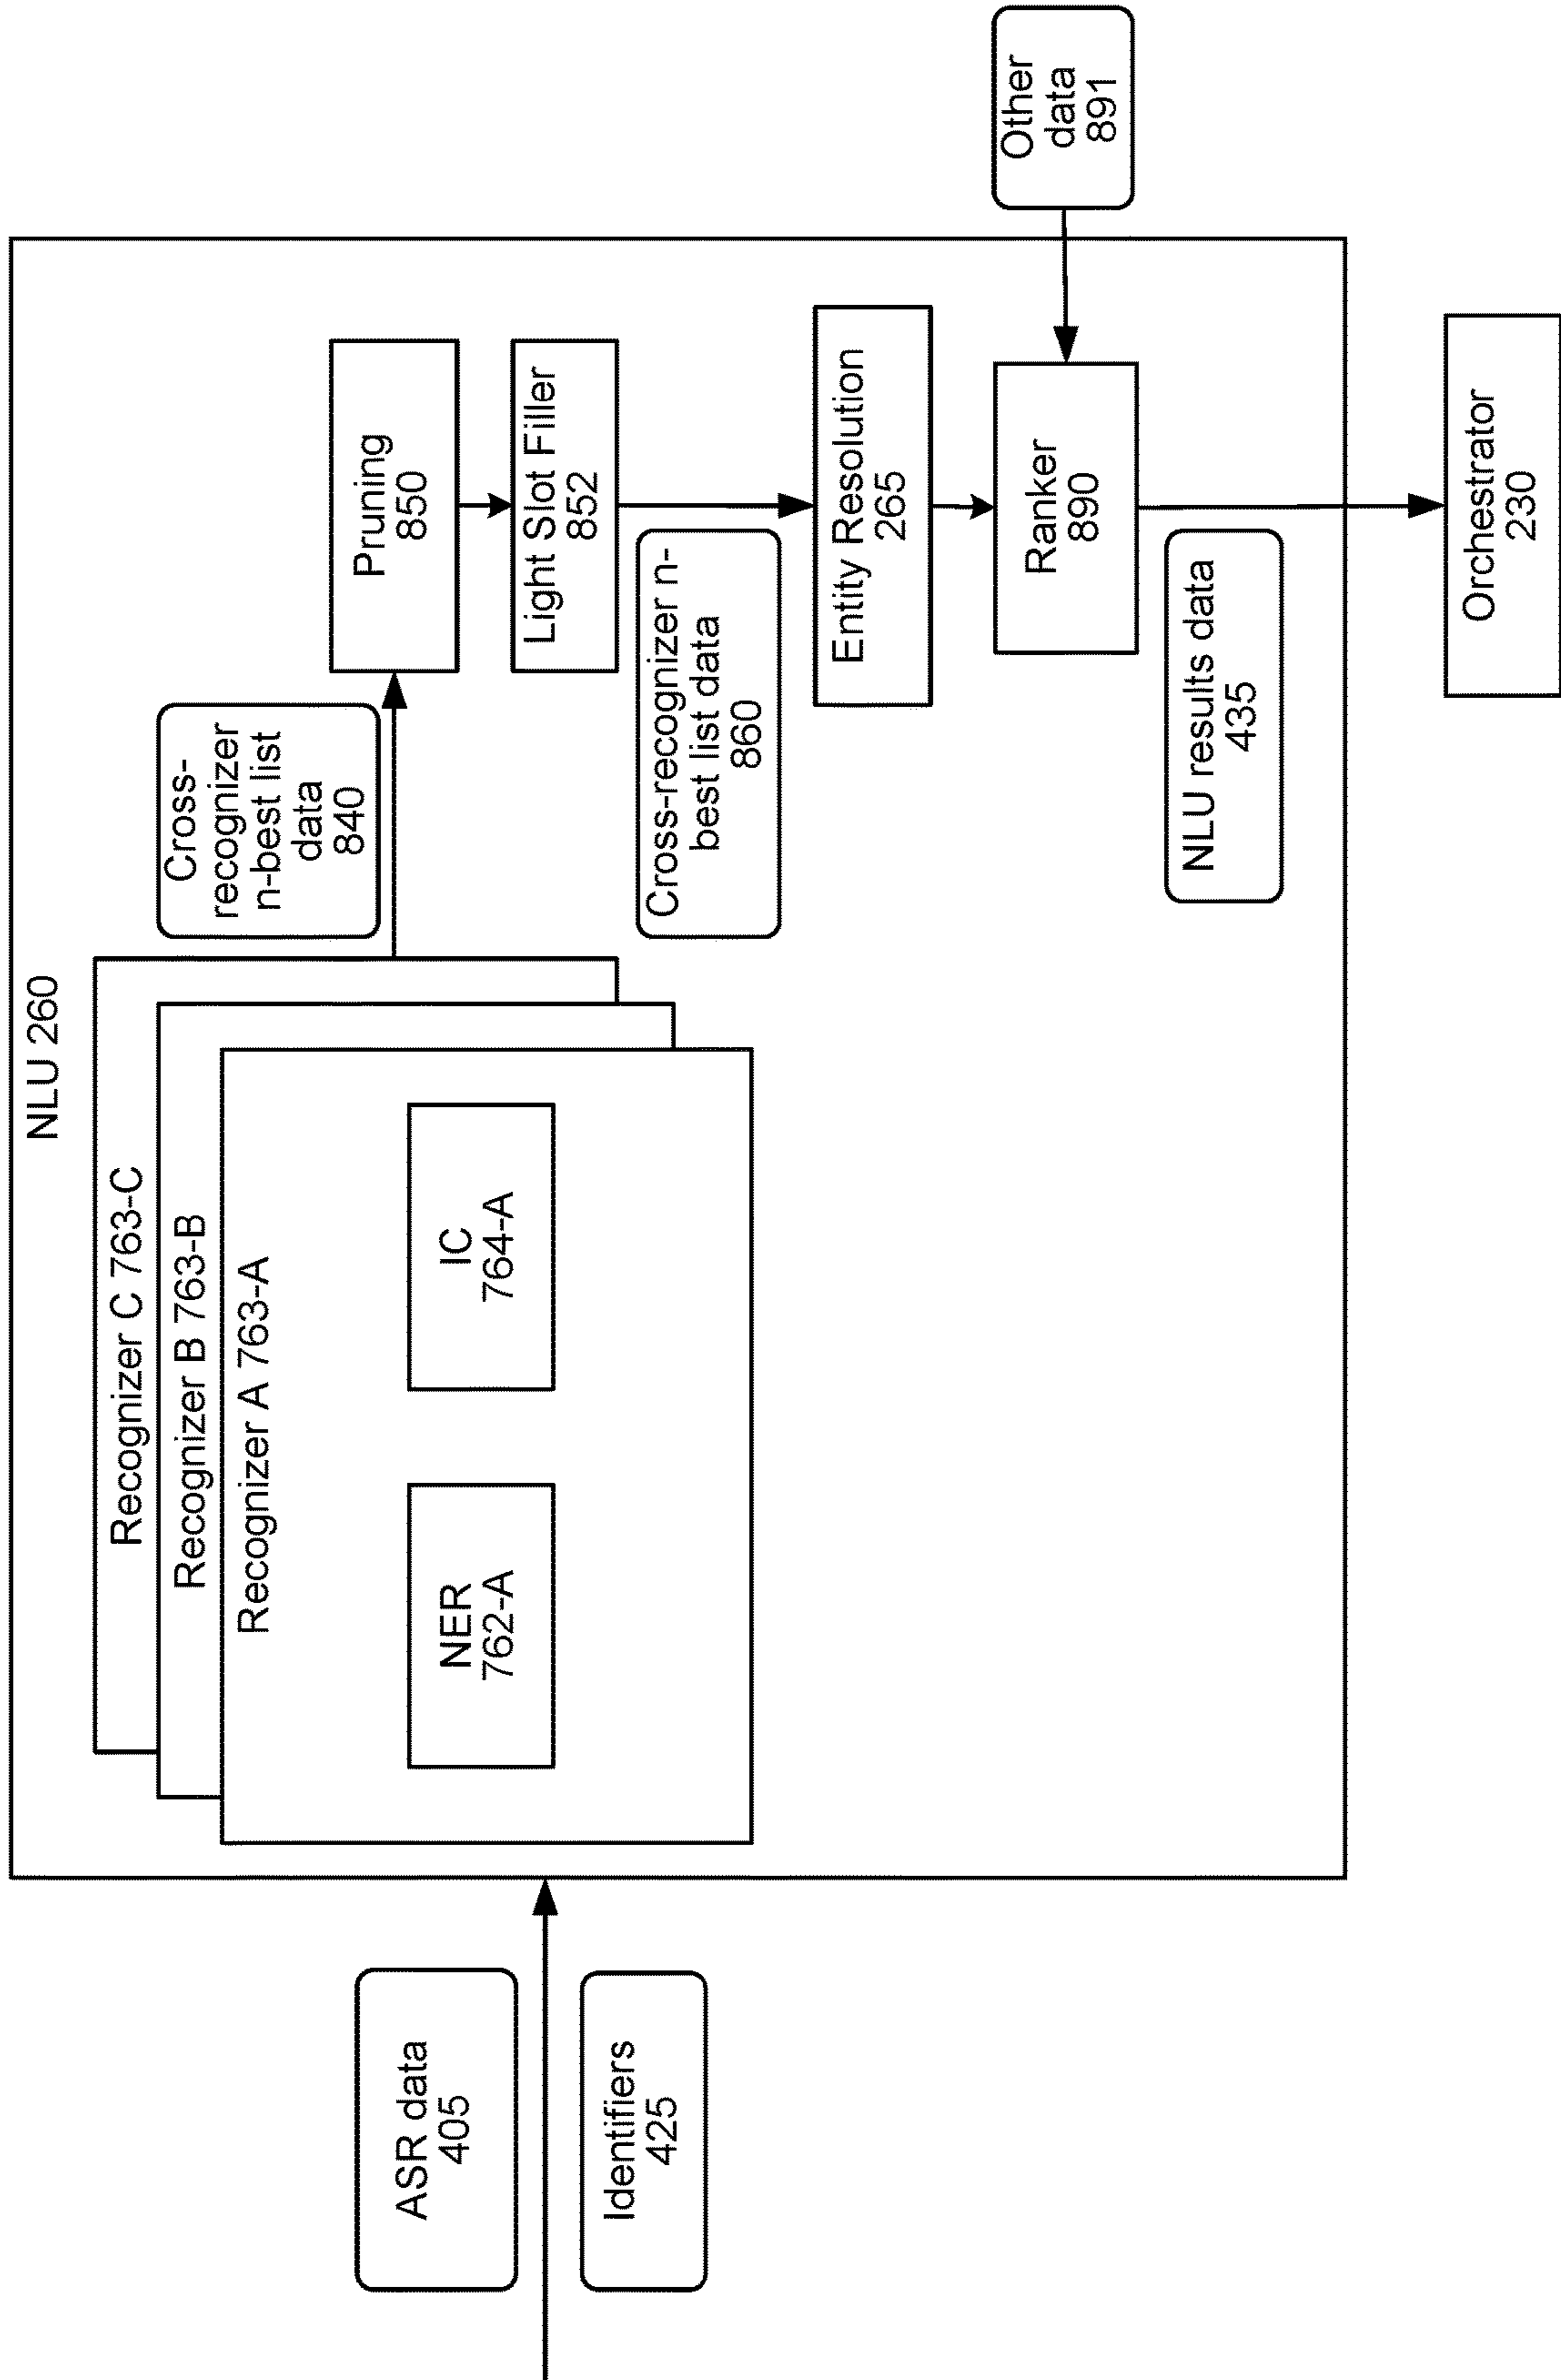 NLU 260
Recognizer C 763-C
Recognizer B 763-B
Recognizer A 763-A
NER
762-A
IC
764-A
ASR data
405
Identifiers
425
Cross-
recognizer
n-best list
data
840
Pruning
850
Light Slot Filler
852
Cross-recognizer n-
best list data
860
Entity Resolution
265
Ranker
890
Other
data
891
NLU results data
435
Orchestrator
230